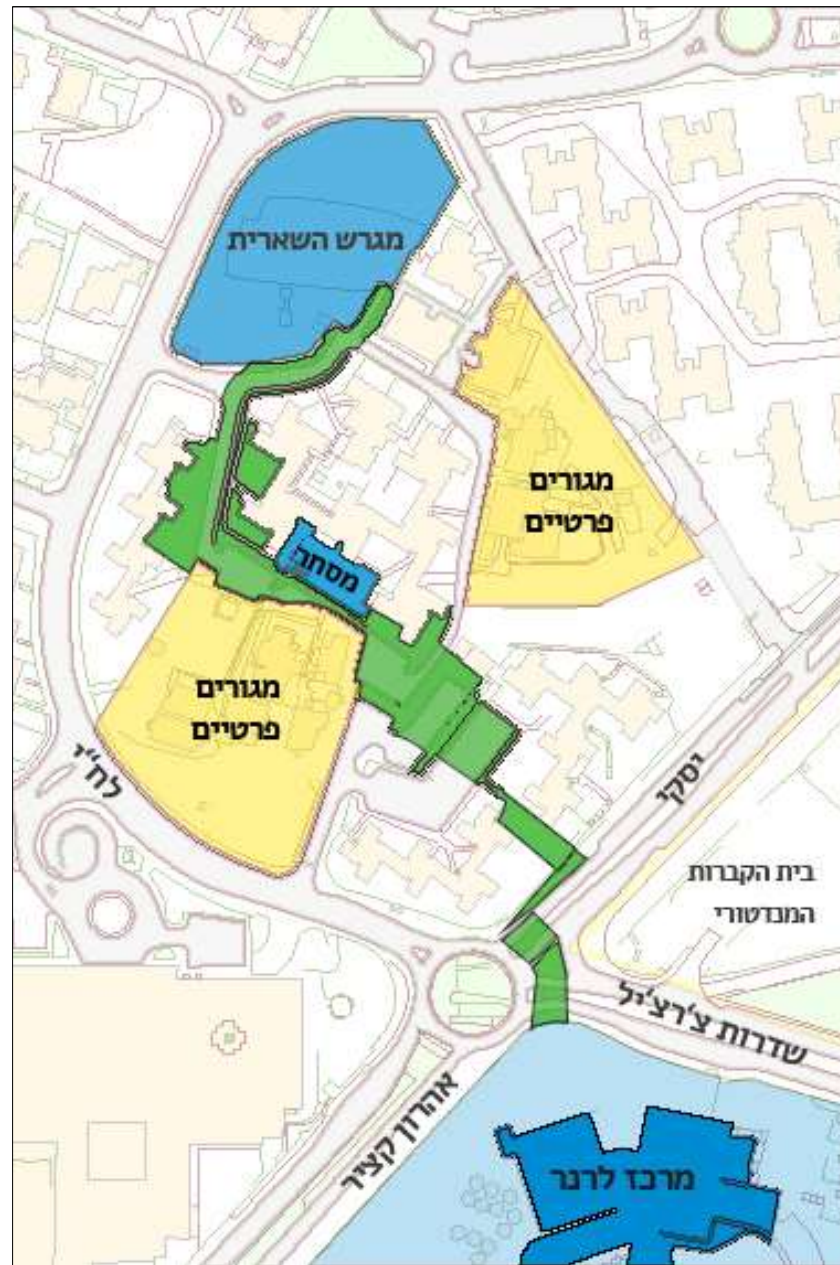 מגרש השארית
מגורים
פרטיים
מסחר
מגורים
פרטיים
לח"י
יסקי
בית הקברות
המנדטורי
שדרות צ'רצ'יל
אהרון קציר
מרכז לרנר